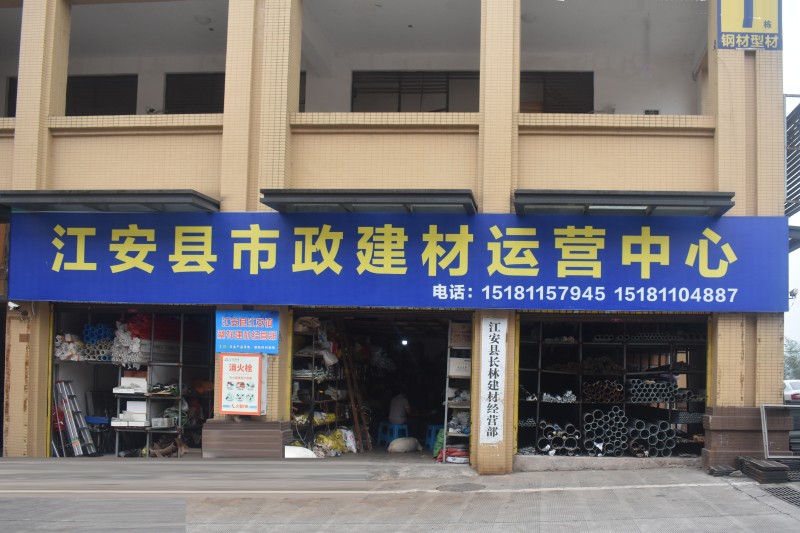 栋
钢材型材
江安县市政建材运营中心
电话：15181157945 15181104887
消火栓
江安县长林建材经营部